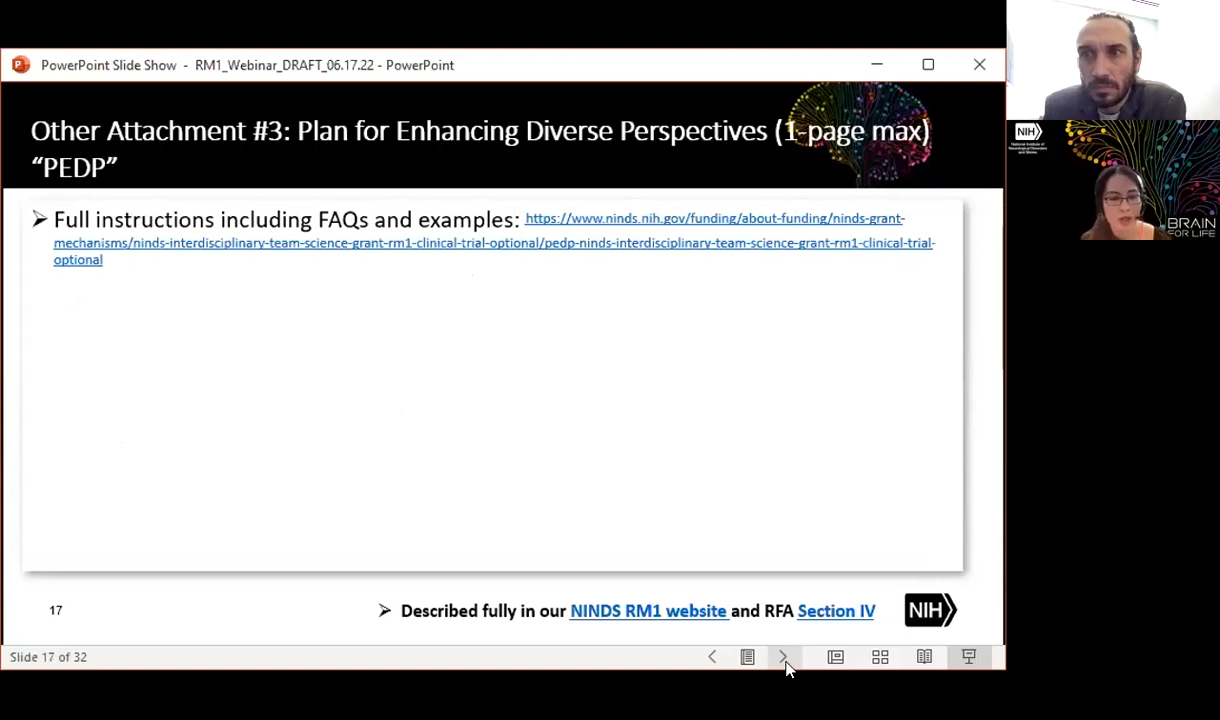 PowerPoint Slide Show - RM1_Webinar_DRAFT_06.17.22 - PowerPoint
Other Attachment #3: Plan for Enhancing Diverse Perspectives (1-page max)
“PEDP”
➢ Full instructions including FAQs and examples: https://www.ninds.nih.gov/funding/about-funding/ninds-grant-
mechanisms/ninds-interdisciplinary-team-science-grant-rm1-clinical-trial-optional/pedp-ninds-interdisciplinary-team-science-grant-rm1-clinical-trial-
optional
17
➢ Described fully in our NINDS RM1 website and RFA Section IV
NIH
Slide 17 of 32
NIH
National Institute of
Neurological Disorders
and Stroke
BRAIN
FOR LIFE